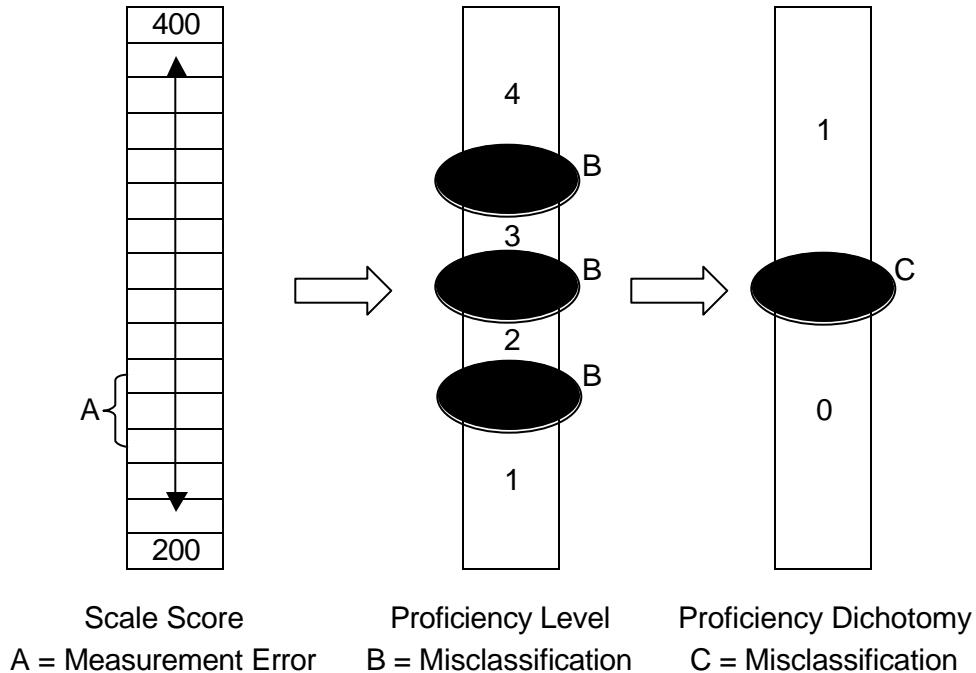 400
200
A
4
B
3
B
2
B
1
1
C
0
Scale Score
A = Measurement Error
Proficiency Level
B = Misclassification
Proficiency Dichotomy
C = Misclassification